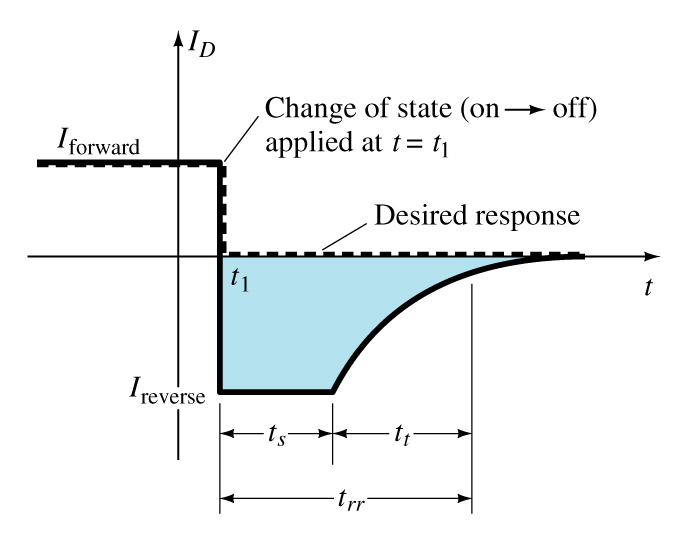 I_D
Change of state (on → off)
applied at t = t_1
I_forward
Desired response
t_1
t
I_reverse
t_s
t_t
t_rr